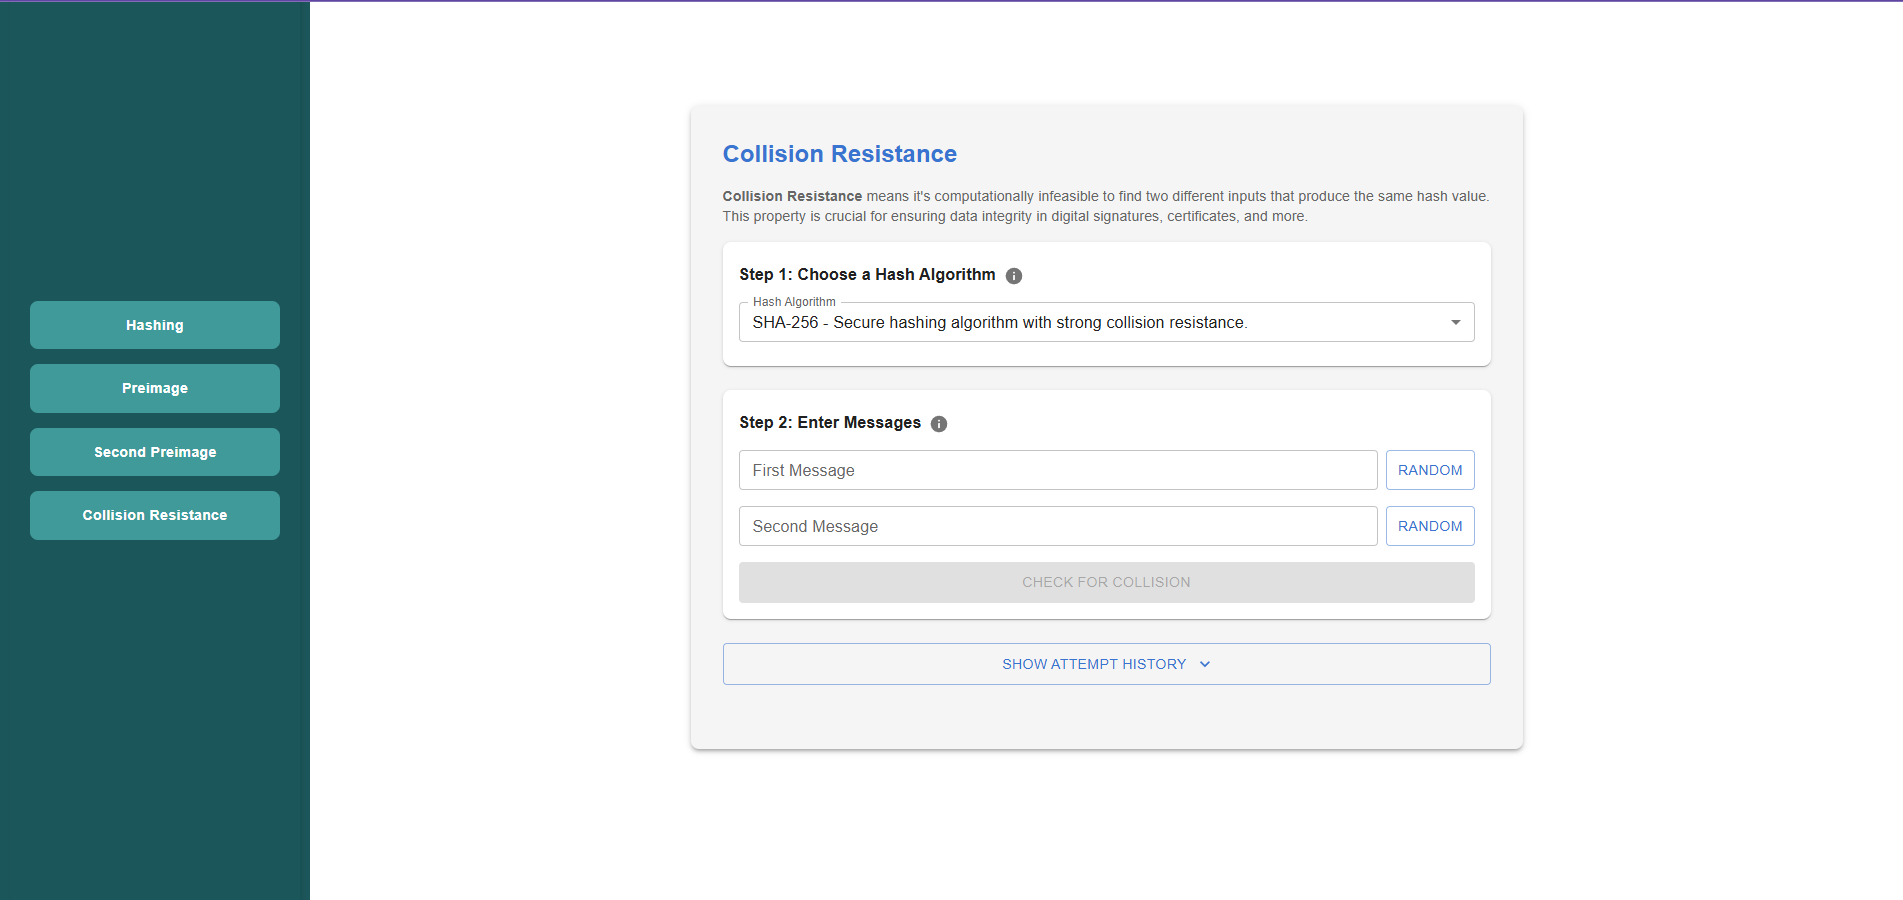 Hashing
Preimage
Second Preimage
Collision Resistance
Collision Resistance
Collision Resistance means it's computationally infeasible to find two different inputs that produce the same hash value.
This property is crucial for ensuring data integrity in digital signatures, certificates, and more.
Step 1: Choose a Hash Algorithm
Hash Algorithm
SHA-256 - Secure hashing algorithm with strong collision resistance.
Step 2: Enter Messages
First Message
RANDOM
Second Message
RANDOM
CHECK FOR COLLISION
SHOW ATTEMPT HISTORY